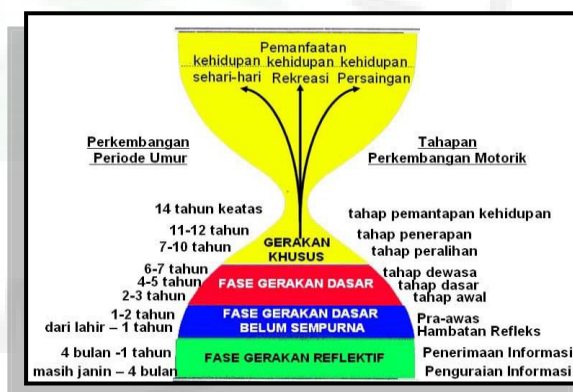 Pemanfaatan
kehidupan kehidupan kehidupan
sehari-hari Rekreasi Persaingan
Perkembangan
Periode Umur
Tahapan
Perkembangan Motorik
14 tahun keatas
tahap pemantapan kehidupan
11-12 tahun
tahap penerapan
7-10 tahun
GERAKAN
KHUSUS
tahap peralihan
6-7 tahun
tahap dewasa
4-5 tahun
FASE GERAKAN DASAR
tahap dasar
2-3 tahun
tahap awal
1-2 tahun
FASE GERAKAN DASAR
BELUM SEMPURNA
Pra-awas
dari lahir – 1 tahun
Hambatan Refleks
4 bulan -1 tahun
FASE GERAKAN REFLEKTIF
Penerimaan Informasi
masih janin – 4 bulan
Penguraian Informasi